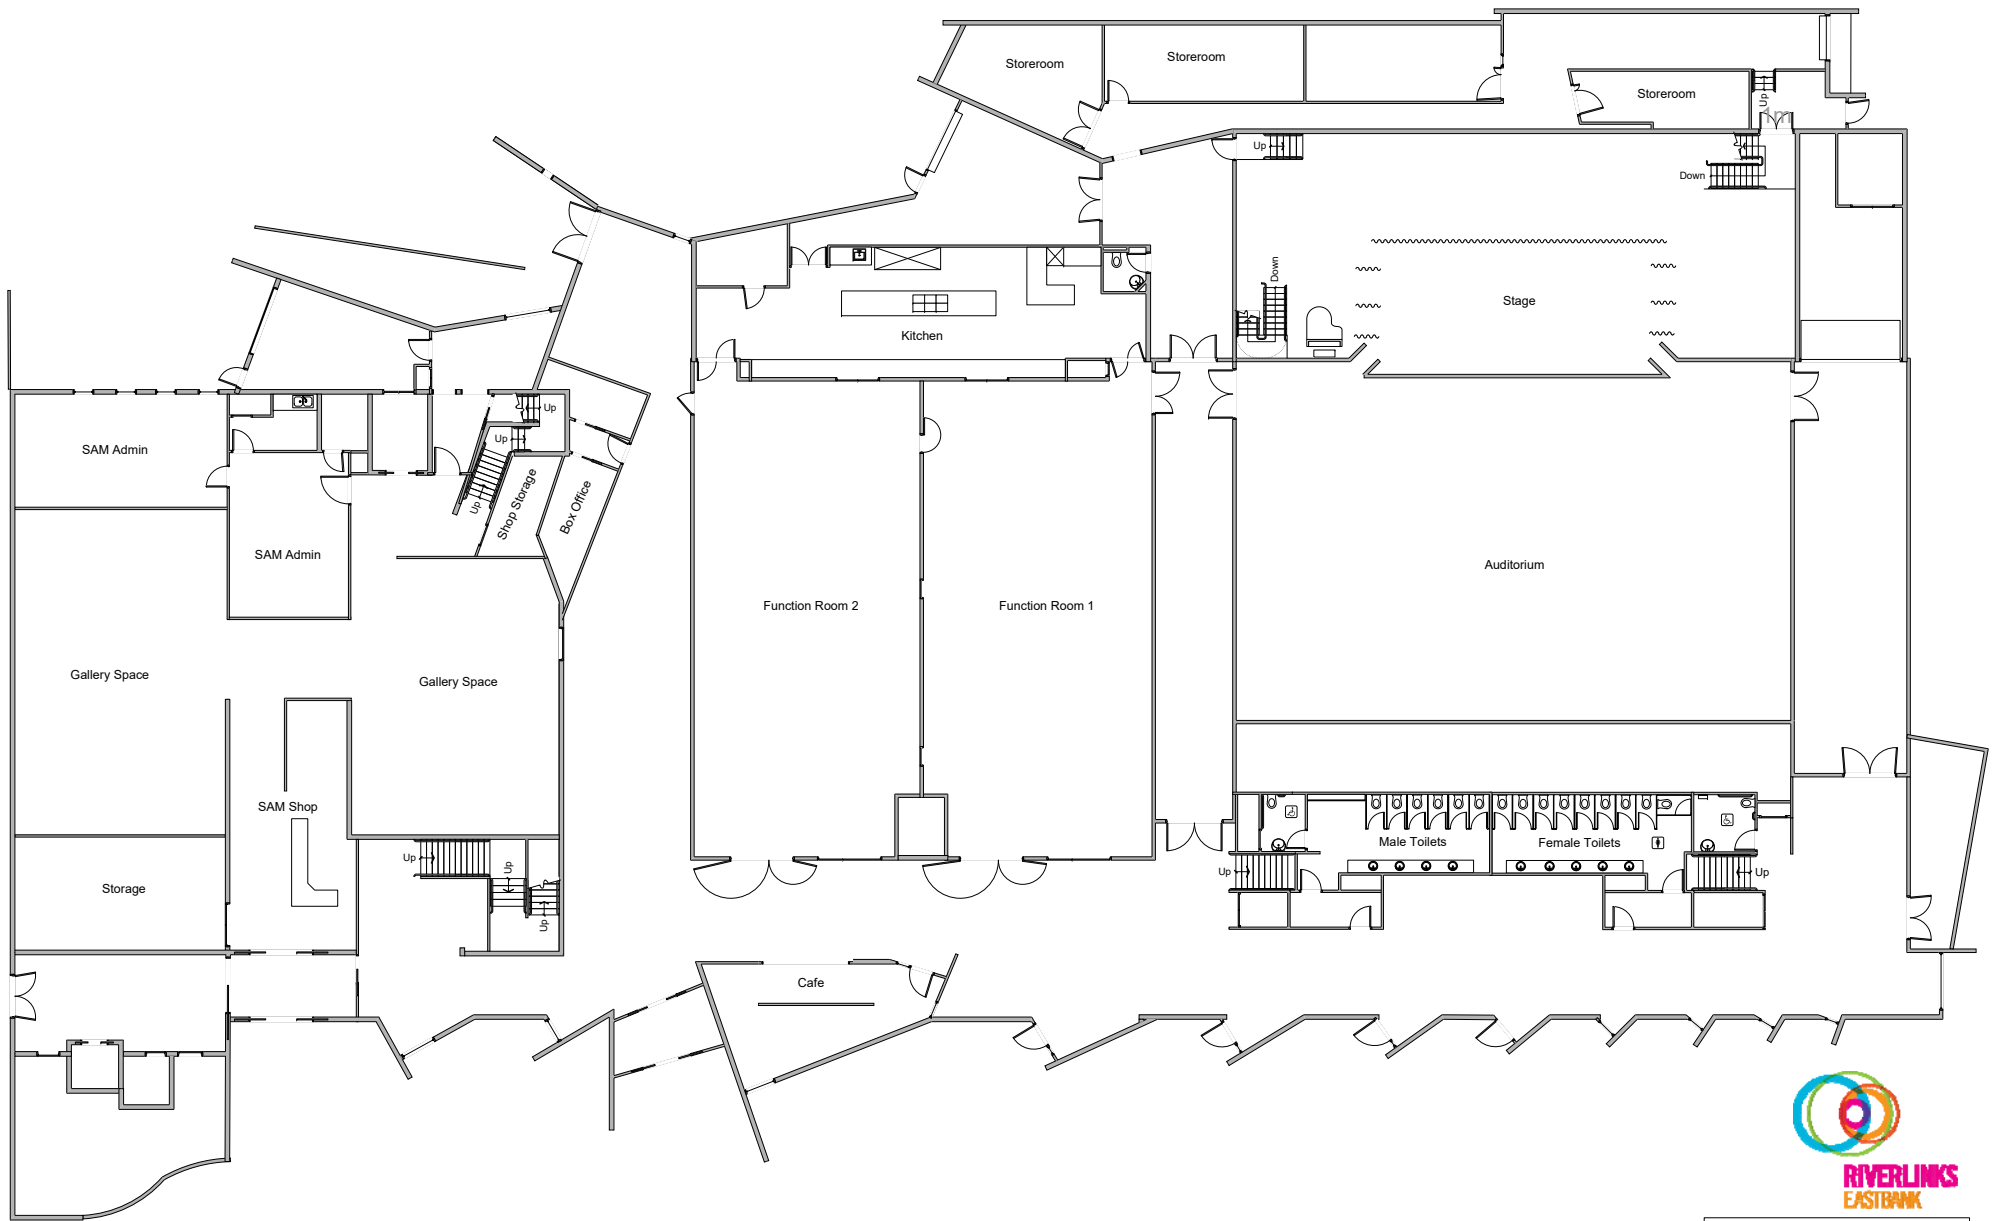 Storeroom
Storeroom
Storeroom
Up
1m
Up
Down
Down
Stage
Kitchen
Up
Up
SAM Admin
Up
Shop Storage
Box Office
SAM Admin
Auditorium
Function Room 2
Function Room 1
Gallery Space
Gallery Space
SAM Shop
Male Toilets
Female Toilets
Up
Up
Up
Up
Up
Storage
Cafe
RIVERLINKS
EASTBANK